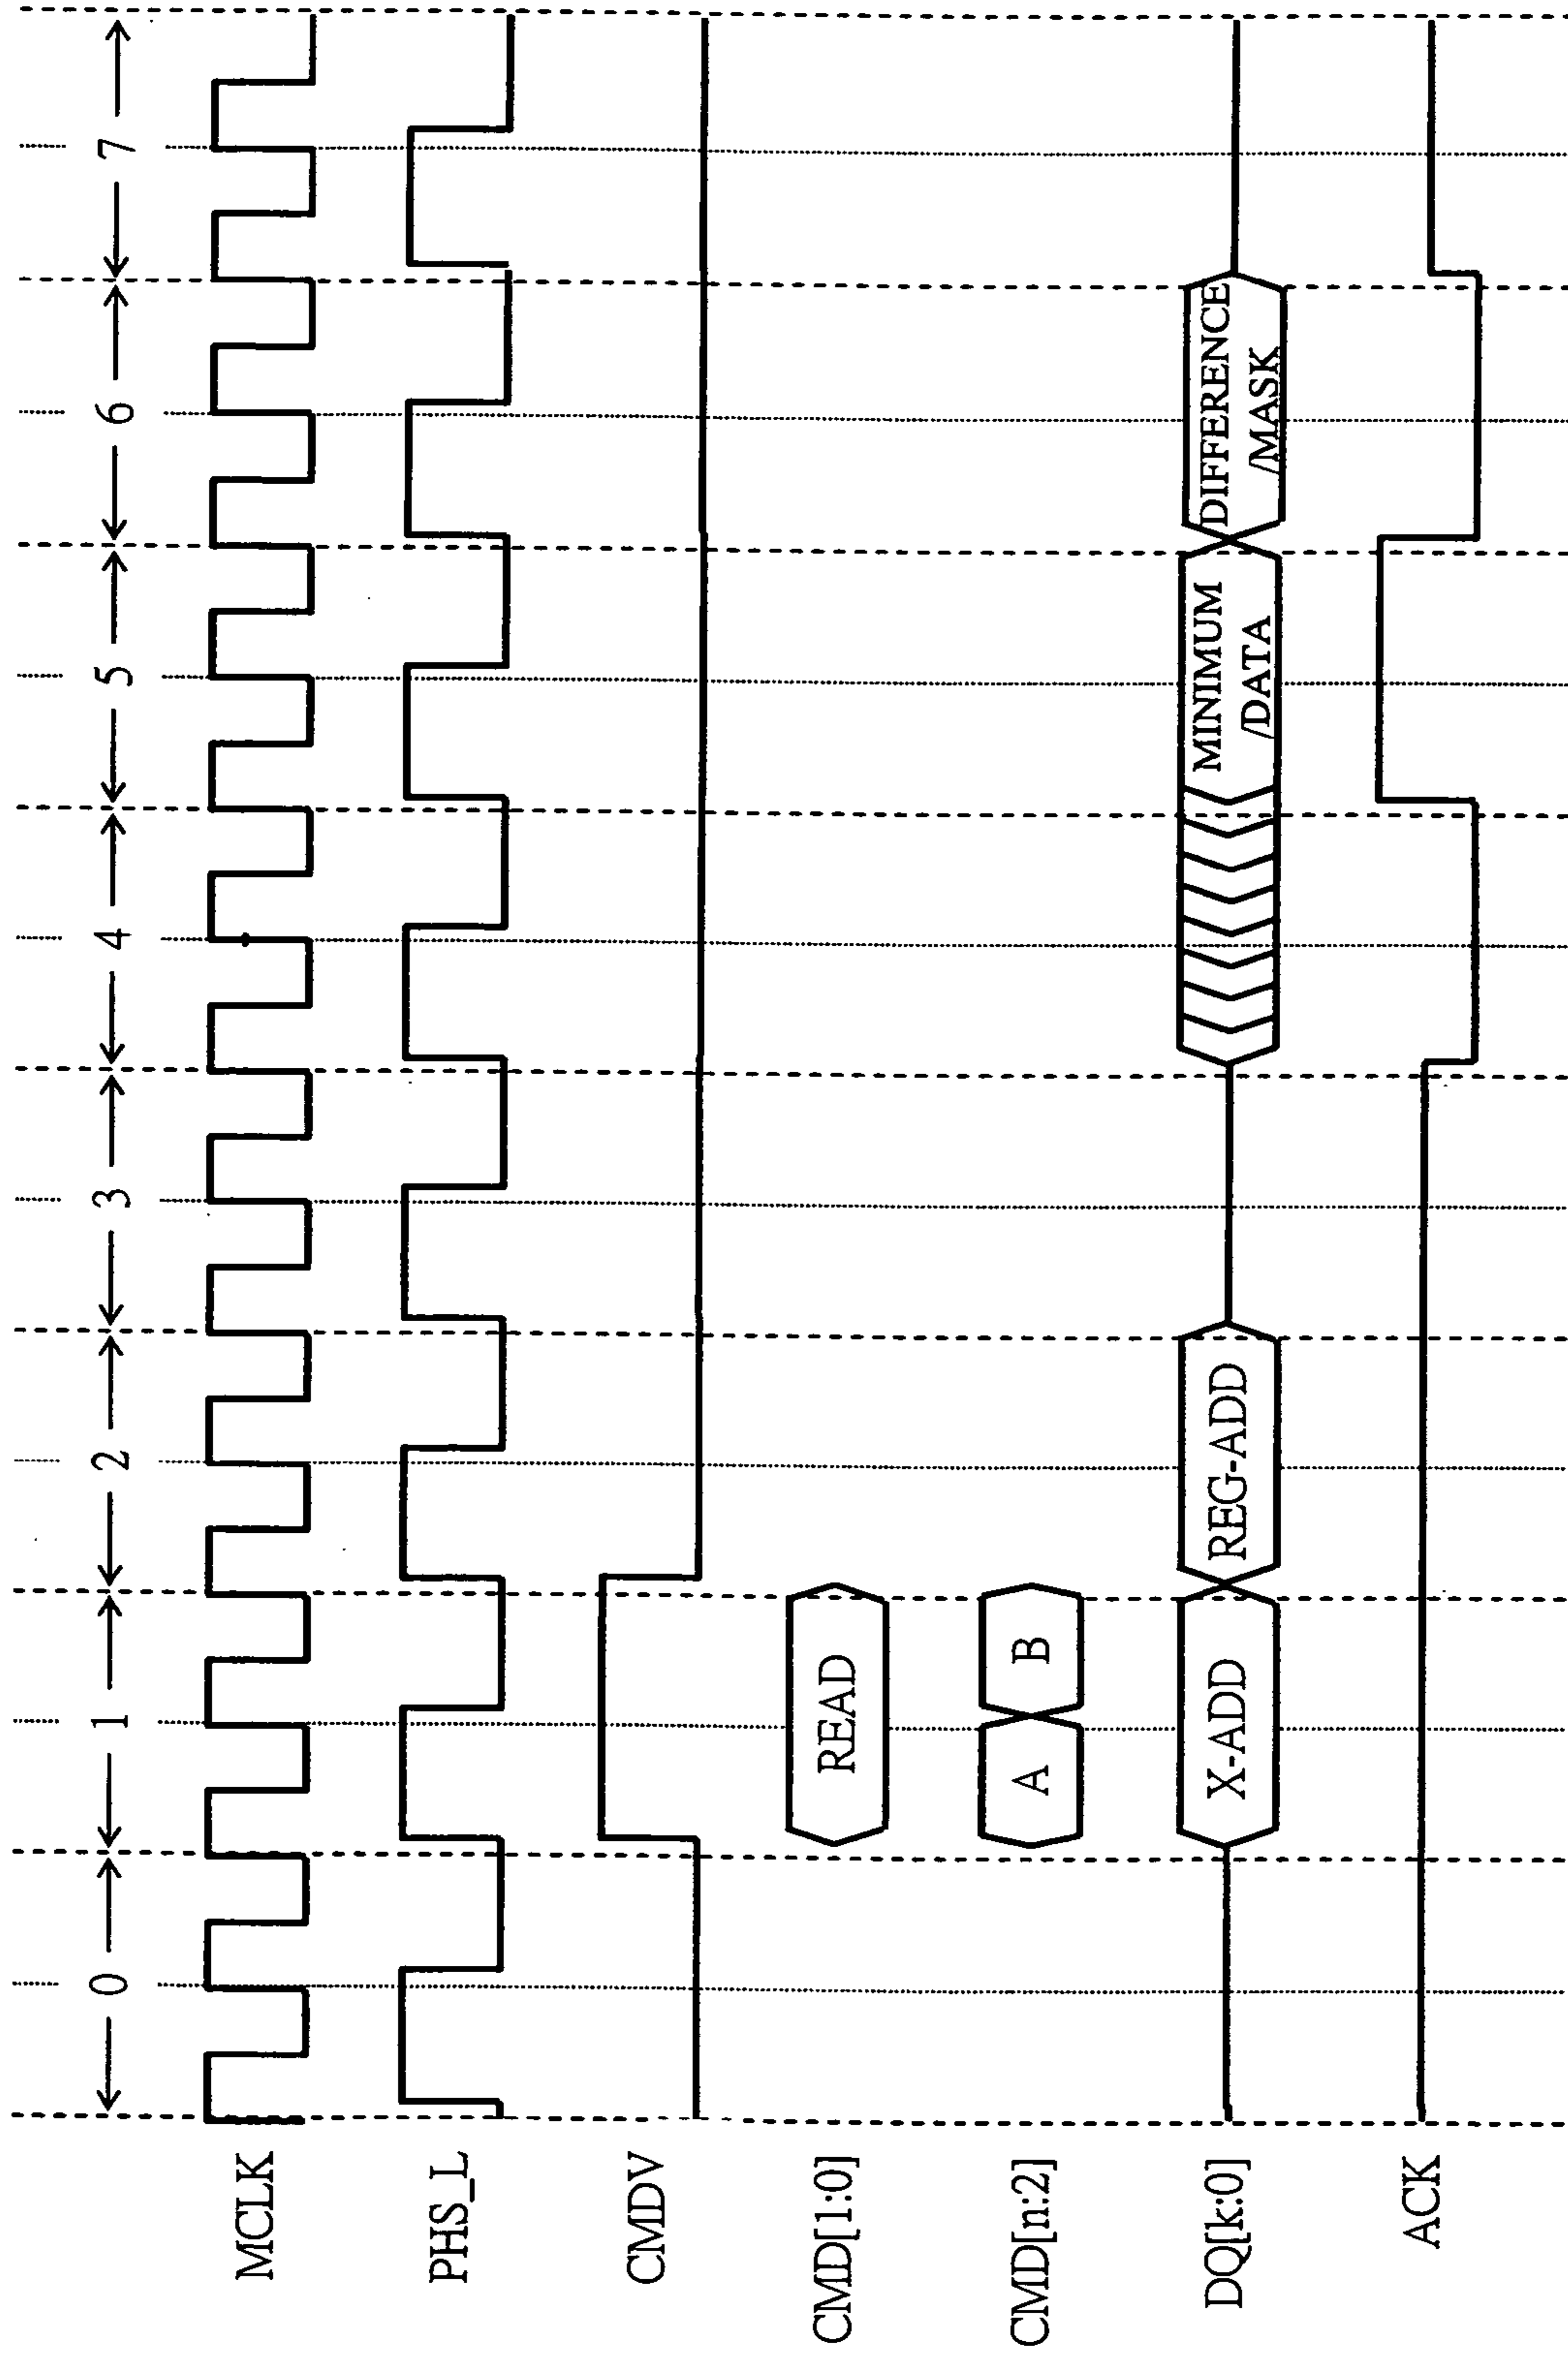 0 1 2 3 4 5 6 7
MCLK
PHS_L
CMDV
CMD[1:0] READ
CMD[n:2] A B
DQ[k:0] X-ADD REG-ADD MINIMUM
/DATA DIFFERENCE
/MASK
ACK